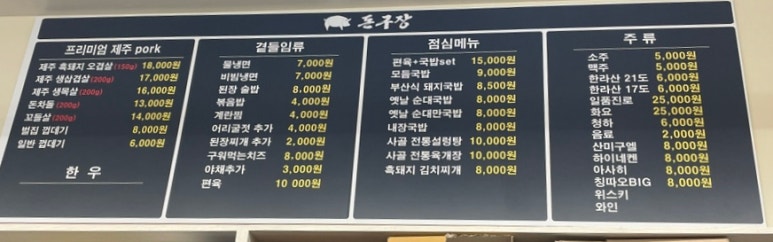 돈구장
프리미엄 제주 pork
제주 흑돼지 오겹살 (180g) 18,000원
제주 생삼겹살 (200g) 17,000원
제주 생목살 (200g) 16,000원
돈차돌 (200g) 13,000원
꼬들살 (200g) 14,000원
벌집 껍데기 8,000원
일반 껍데기 6,000원
한우
곁들임류
물냉면 7,000원
비빔냉면 7,000원
된장 술밥 8,000원
볶음밥 4,000원
계란찜 4,000원
어리굴젓 추가 4,000원
된장찌개 추가 2,000원
구워먹는치즈 8,000원
야채추가 3,000원
편육 10 000원
점심메뉴
편육+국밥set 15,000원
모듬국밥 9,000원
부산식 돼지국밥 8,500원
옛날 순대국밥 8,000원
옛날 순대만국밥 8,000원
내장국밥 8,000원
사골 전통설렁탕 10,000원
사골 전통육개장 10,000원
흑돼지 김치찌개 8,000원
주류
소주 5,000원
맥주 5,000원
한라산 21도 6,000원
한라산 17도 6,000원
일품진로 25,000원
화요 25,000원
청하 6,000원
음료 2,000원
산미구엘 8,000원
하이네켄 8,000원
아사히 8,000원
칭따오BIG 8,000원
위스키
와인